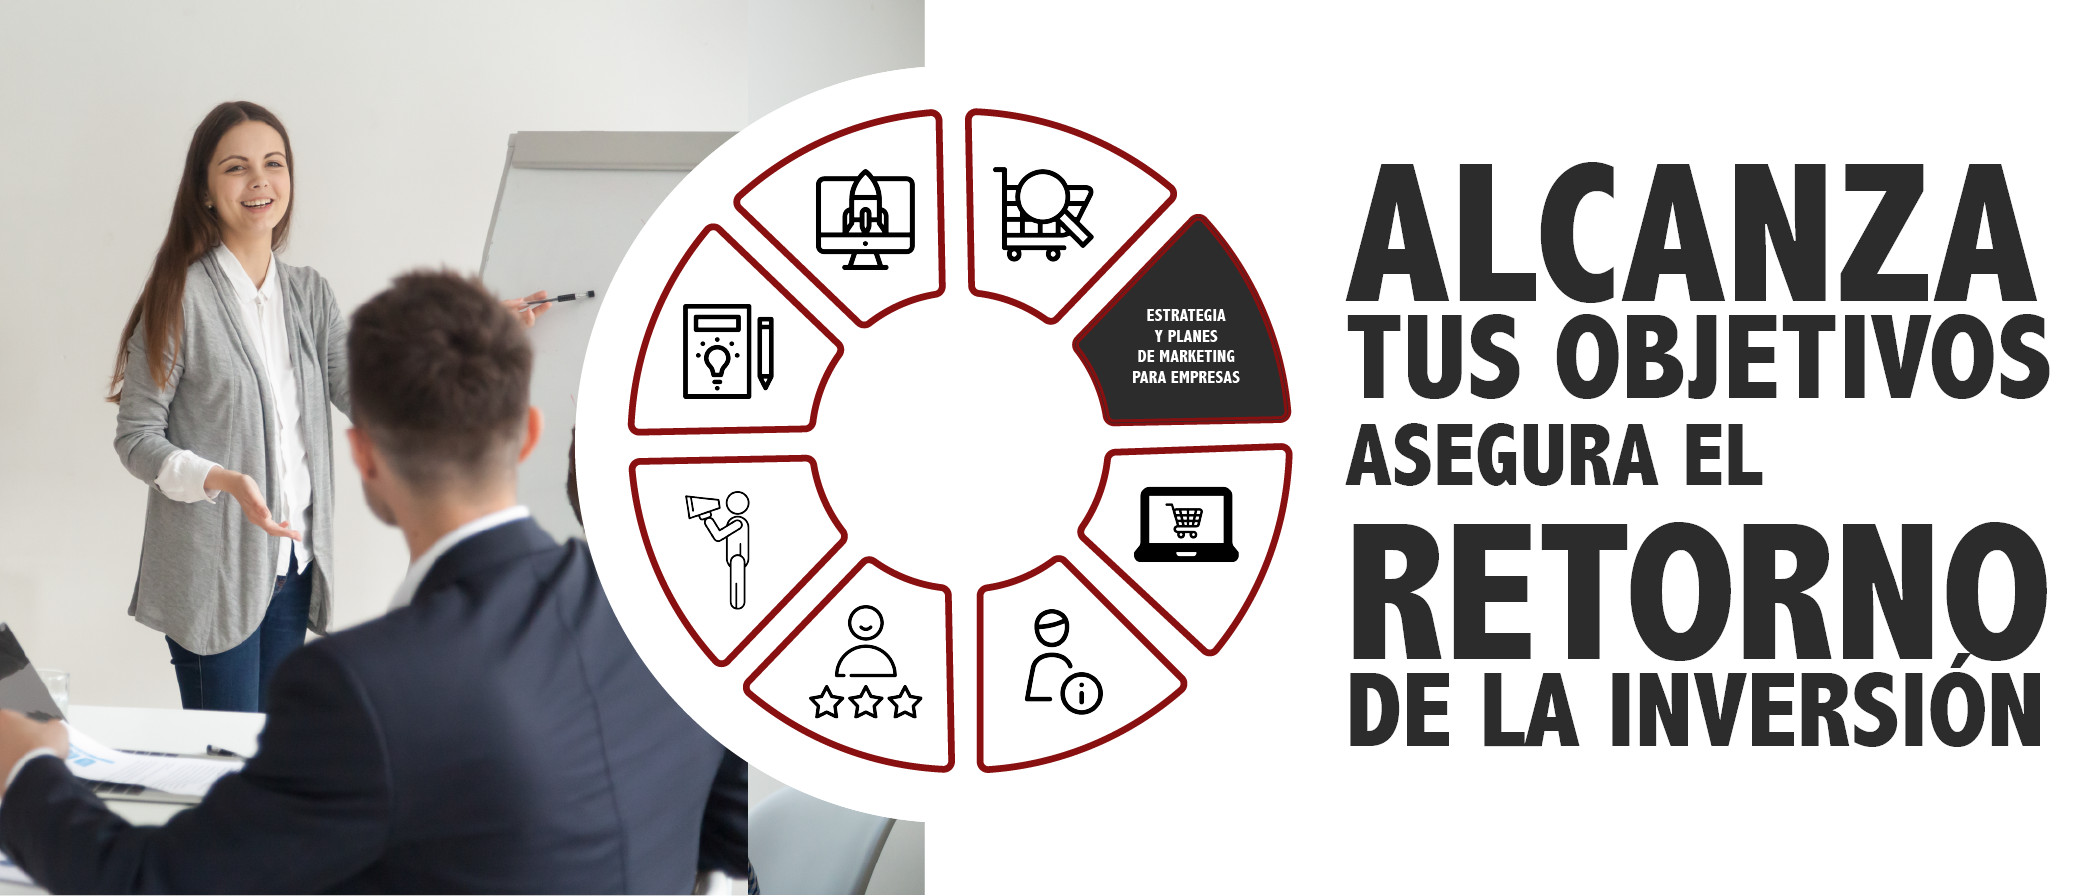 ESTRATEGIA
Y PLANES
DE MARKETING
PARA EMPRESAS
ALCANZA
TUS OBJETIVOS
ASEGURA EL
RETORNO
DE LA INVERSIÓN